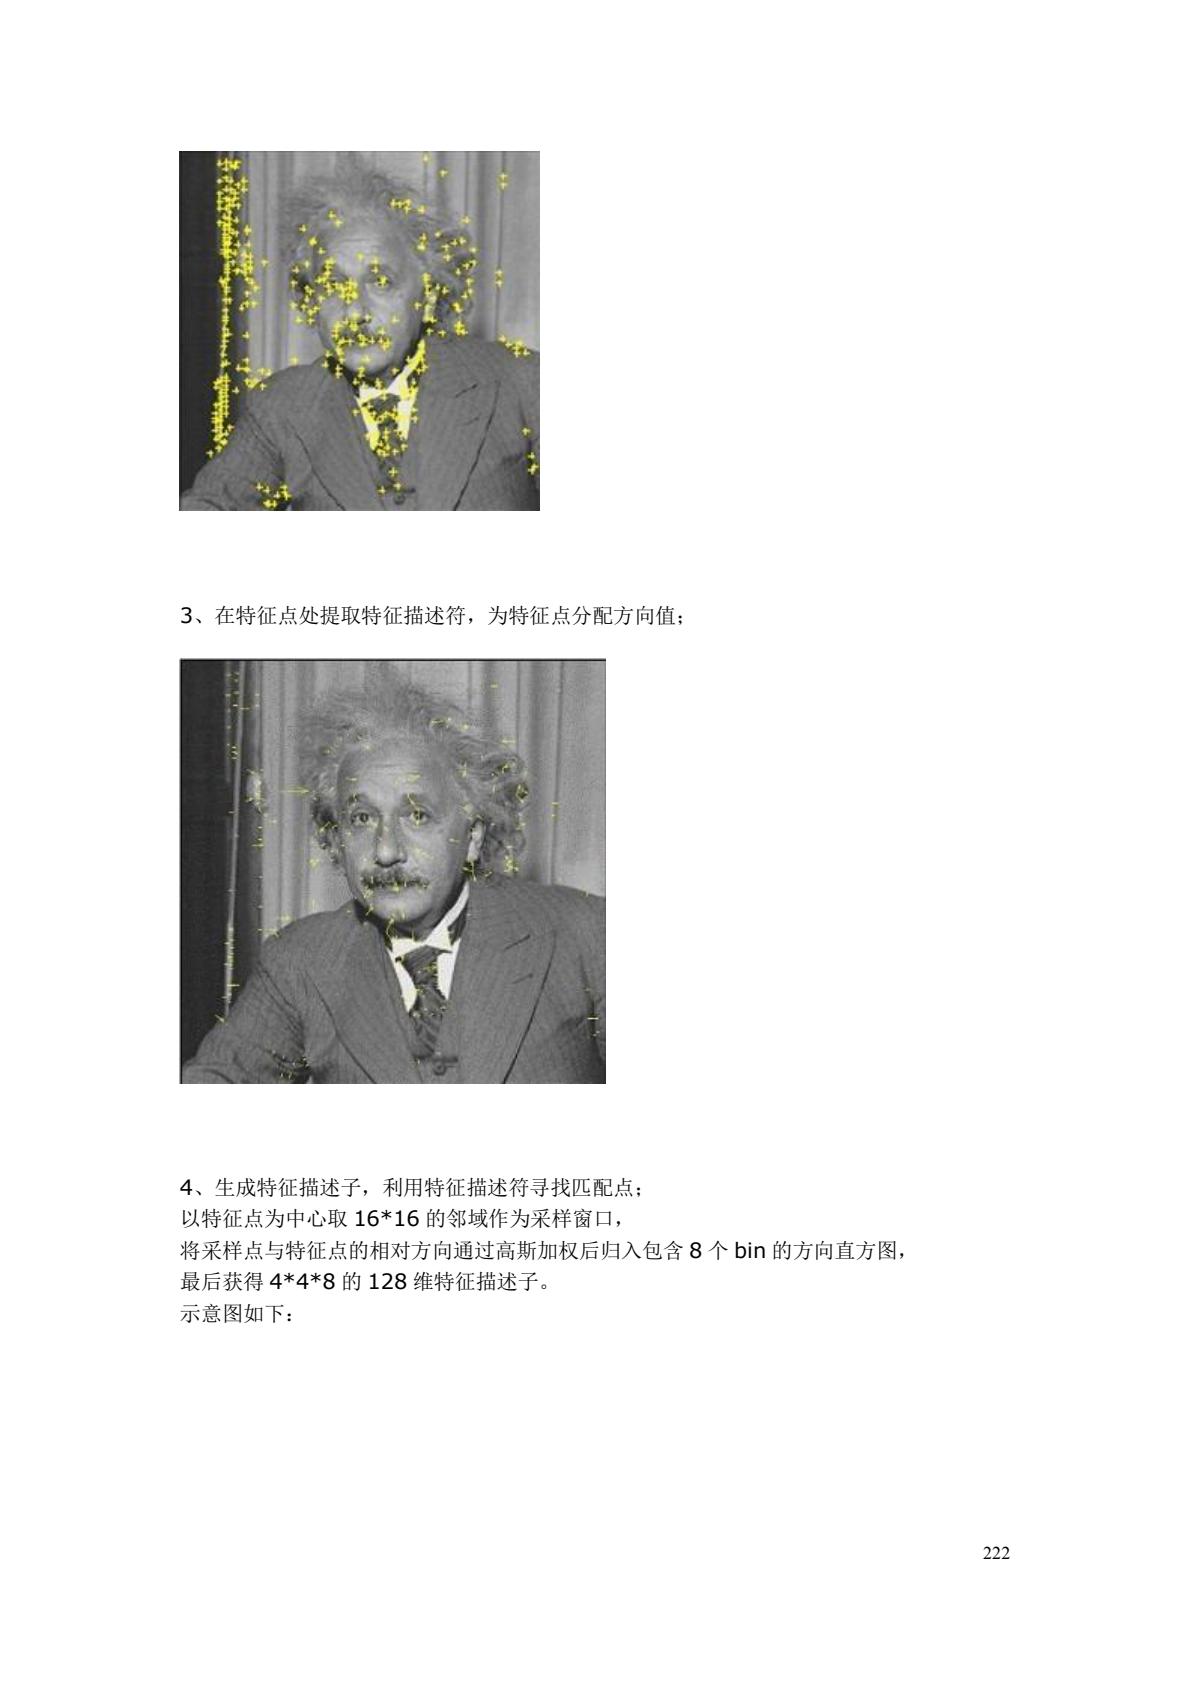 3、在特征点处提取特征描述符，为特征点分配方向值；
4、生成特征描述子，利用特征描述符寻找匹配点；
以特征点为中心取 16*16 的邻域作为采样窗口，
将采样点与特征点的相对方向通过高斯加权后归入包含 8 个 bin 的方向直方图，
最后获得 4*4*8 的 128 维特征描述子。
示意图如下：
222